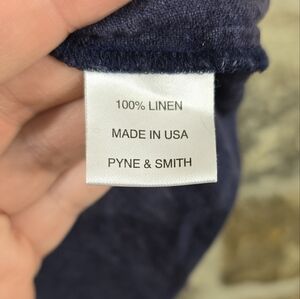 100% LINEN
MADE IN USA
PYNE & SMITH